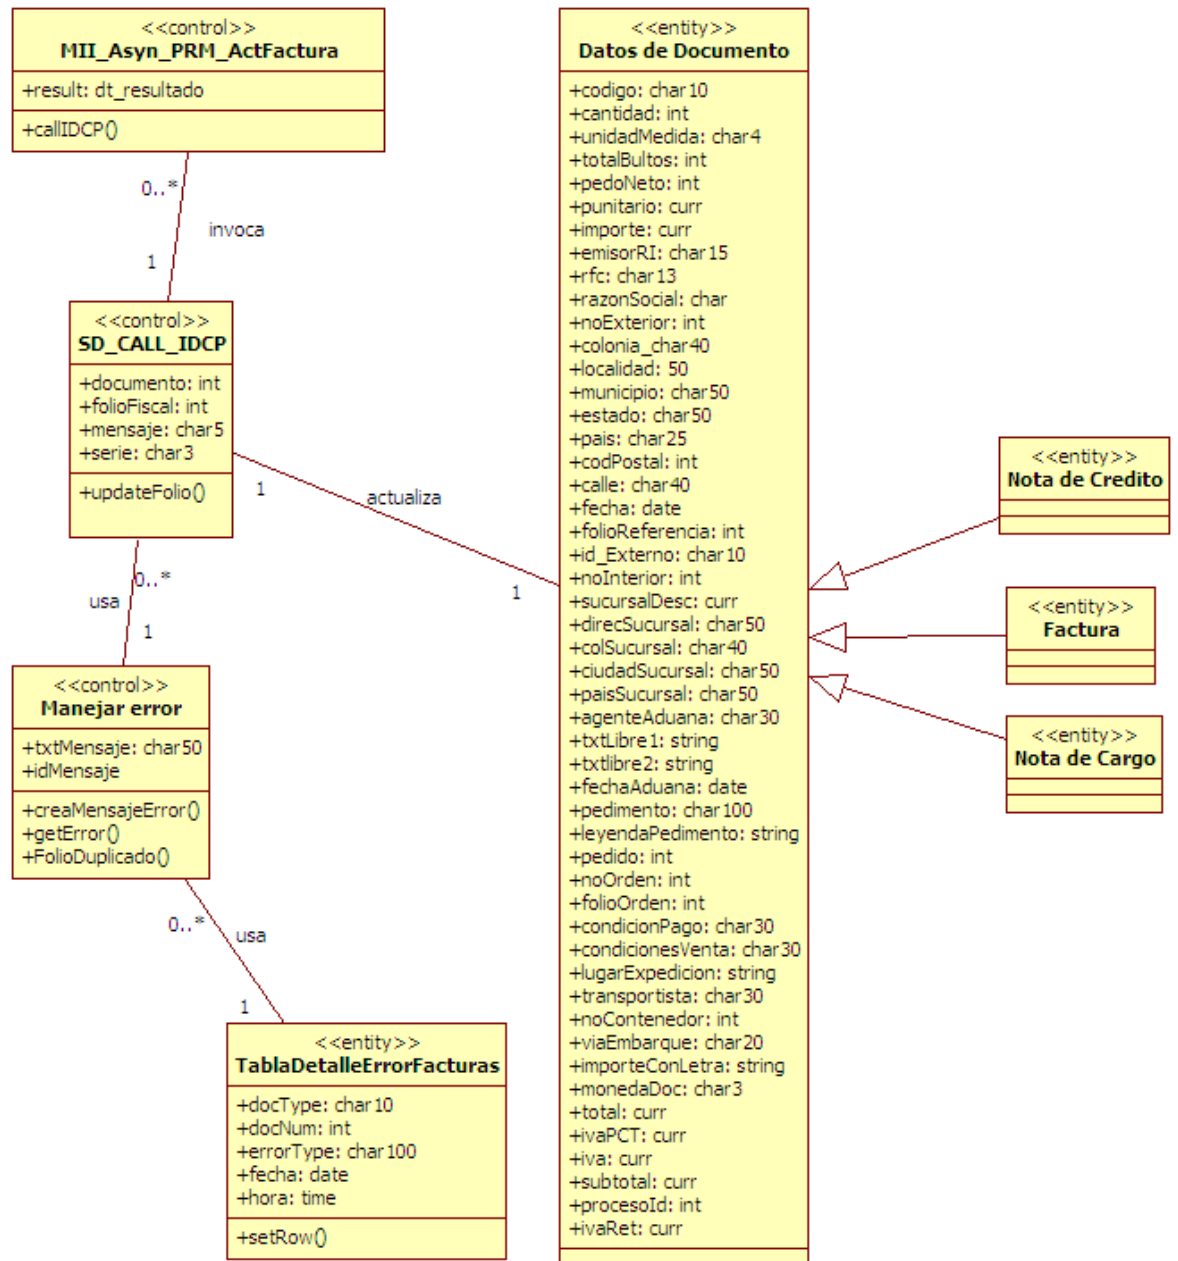 <<control>>
MII_Asyn_PRM_ActFactura
+result: dt_resultado
+callIDCP()
0..*
invoca
1
<<control>>
SD_CALL_IDCP
+documento: int
+folioFiscal: int
+mensaje: char5
+serie: char3
+updateFolio()
1
actualiza
1
0..*
usa
1
<<control>>
Manejar error
+txtMensaje: char50
+idMensaje
+creaMensajeError()
+getError()
+FolioDuplicado()
0..*
usa
1
<<entity>>
TablaDetalleErrorFacturas
+docType: char10
+docNum: int
+errorType: char100
+fecha: date
+hora: time
+setRow()
<<entity>>
Datos de Documento
+codigo: char10
+cantidad: int
+unidadMedida: char4
+totalBultos: int
+pedoNeto: int
+punitario: curr
+importe: curr
+emisorRI: char15
+rfc: char13
+razonSocial: char
+noExterior: int
+colonia_char40
+localidad: 50
+municipio: char50
+estado: char50
+pais: char25
+codPostal: int
+calle: char40
+fecha: date
+folioReferencia: int
+id_Externo: char10
+noInterior: int
+sucursalDesc: curr
+direcSucursal: char50
+colSucursal: char40
+ciudadSucursal: char50
+paisSucursal: char50
+agenteAduana: char30
+txtLibre1: string
+txtlibre2: string
+fechaAduana: date
+pedimento: char100
+leyendaPedimento: string
+pedido: int
+noOrden: int
+folioOrden: int
+condicionPago: char30
+condicionesVenta: char30
+lugarExpedicion: string
+transportista: char30
+noContenedor: int
+viaEmbarque: char20
+importeConLetra: string
+monedaDoc: char3
+total: curr
+ivaPCT: curr
+iva: curr
+subtotal: curr
+procesoId: int
+ivaRet: curr
<<entity>>
Nota de Credito
<<entity>>
Factura
<<entity>>
Nota de Cargo